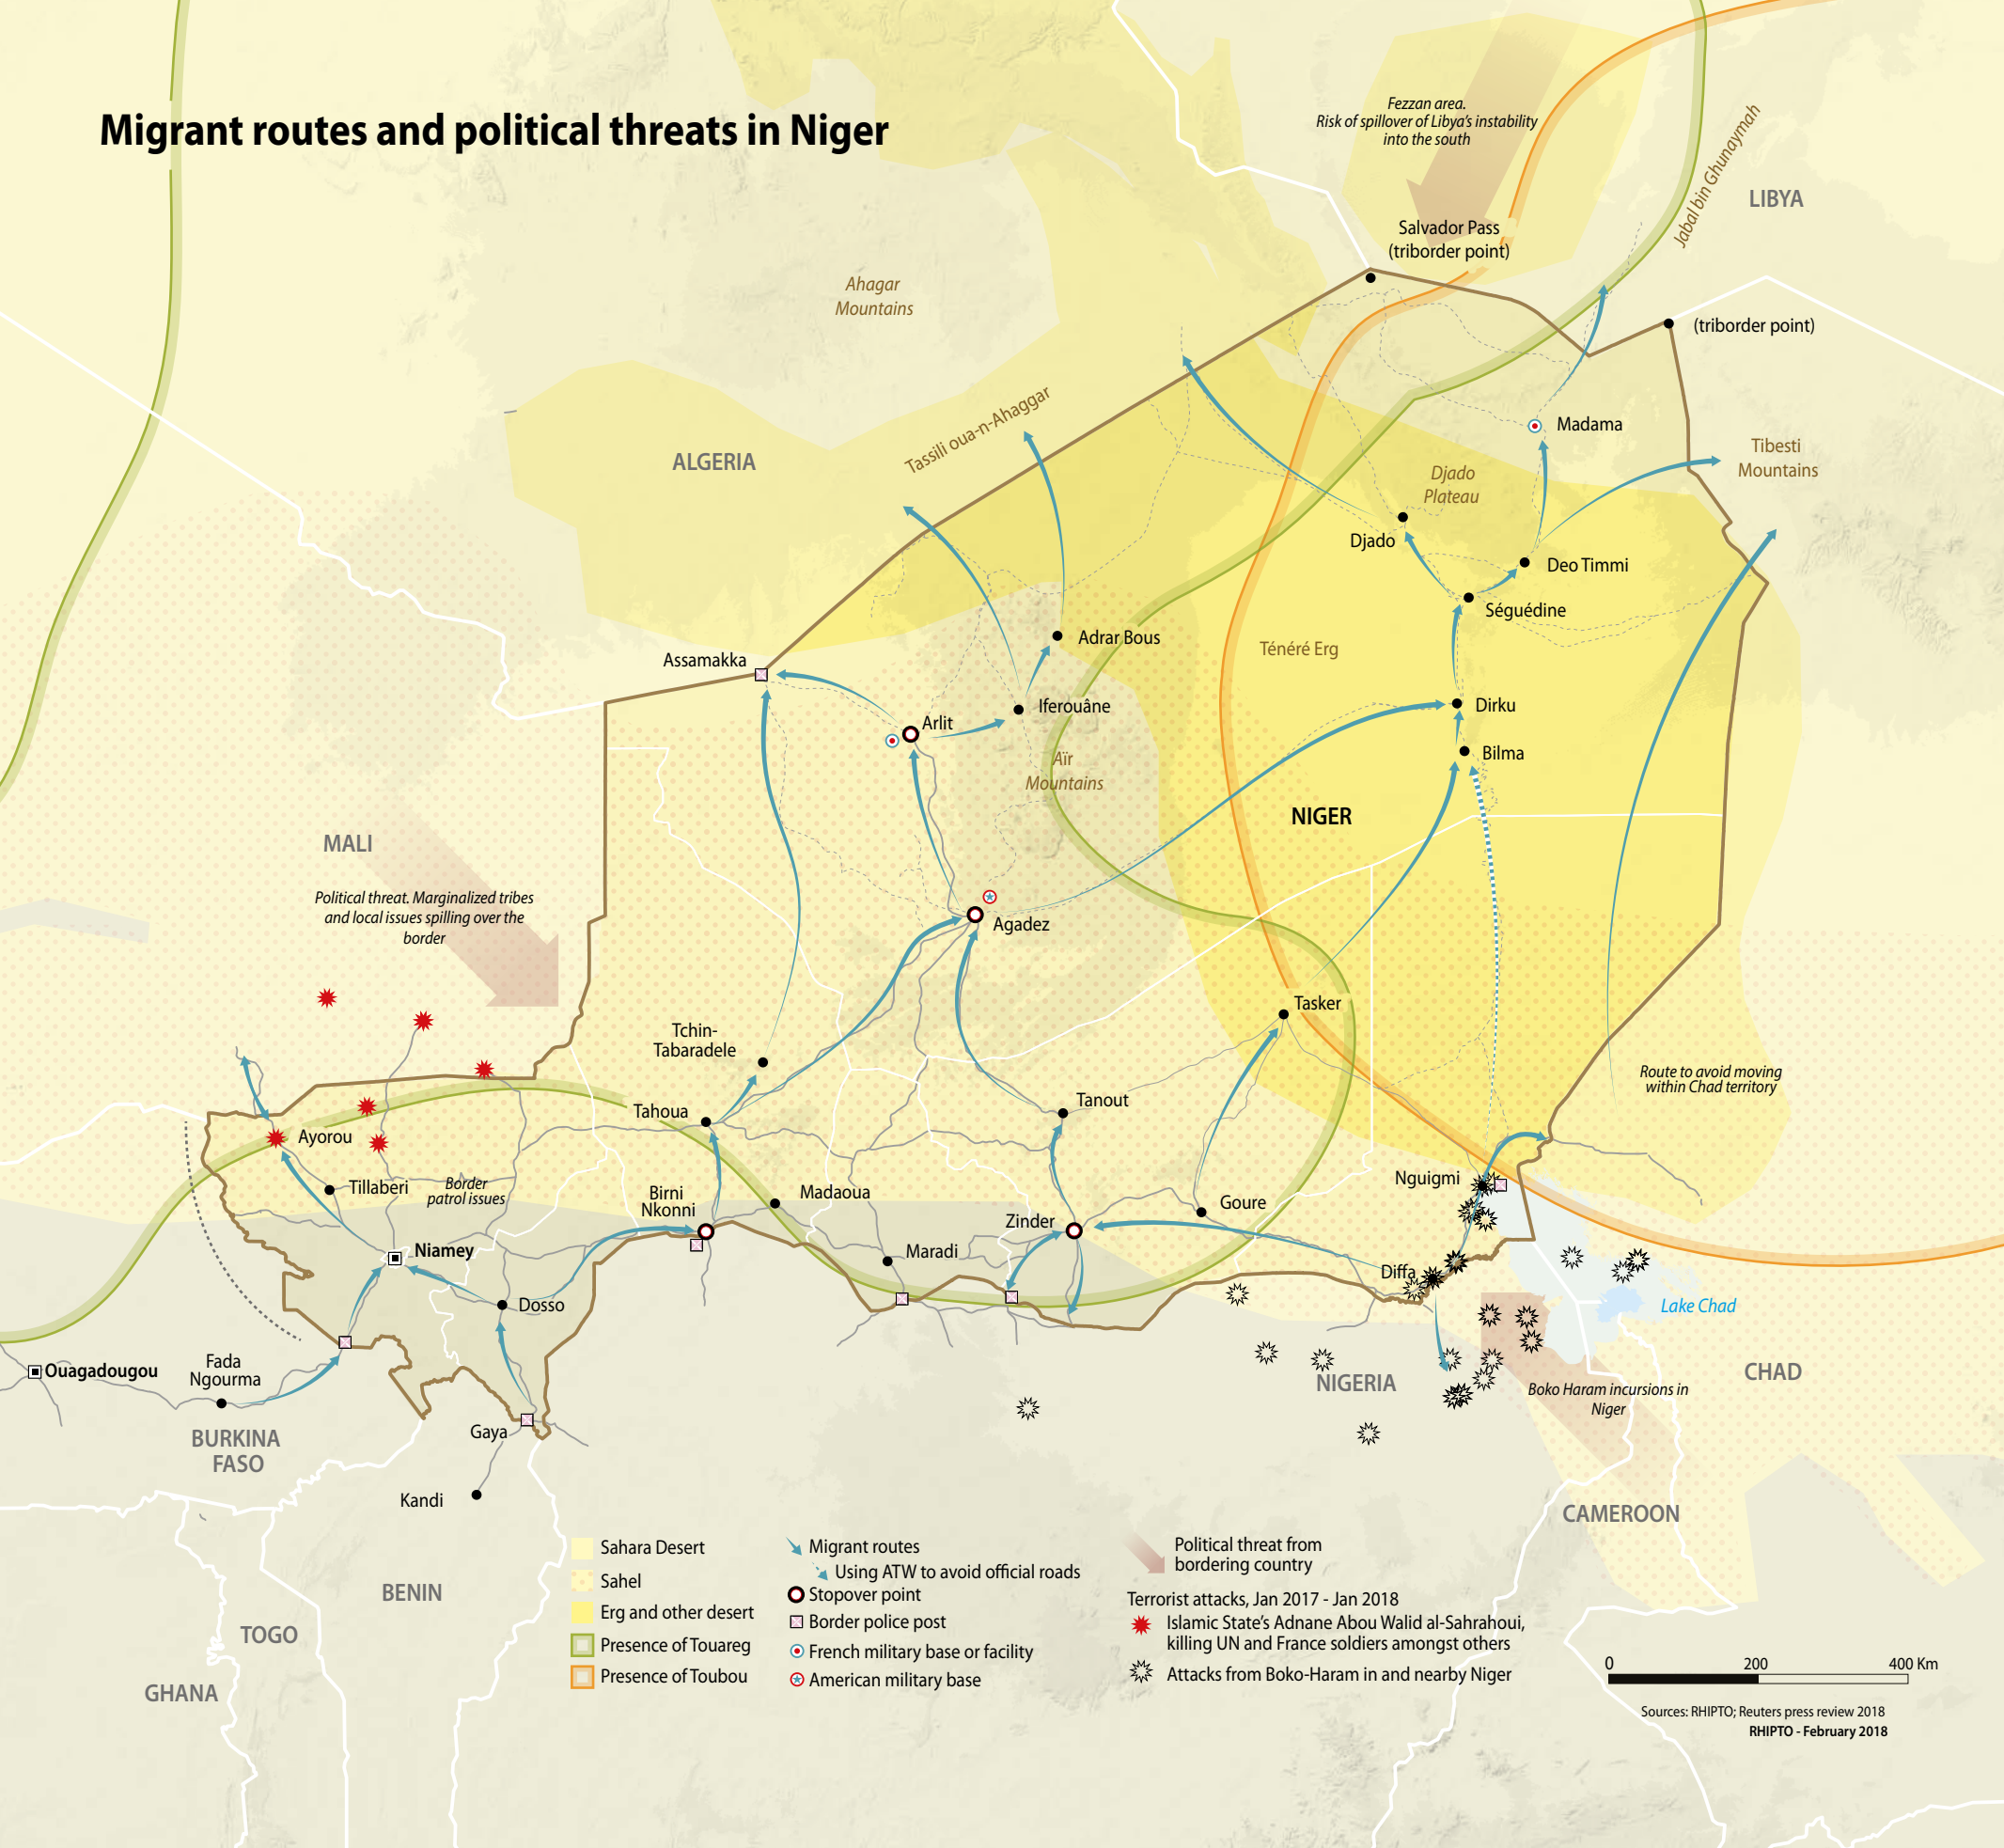 Migrant routes and political threats in Niger
Fezzan area.
Risk of spillover of Libya's instability
into the south
Jabal bin Ghunaymah
LIBYA
Salvador Pass
(triborder point)
(triborder point)
Ahagar
Mountains
Tassili oua-n-Ahaggar
ALGERIA
Madama
Tibesti
Mountains
Djado
Plateau
Djado
Deo Timmi
Séguédine
Ténéré Erg
Adrar Bous
Assamakka
Iferouâne
Arlit
Dirku
Bilma
Aïr
Mountains
NIGER
MALI
Political threat. Marginalized tribes
and local issues spilling over the
border
Agadez
Tasker
Tchin-
Tabaradele
Route to avoid moving
within Chad territory
Tahoua
Tanout
Ayorou
Tillaberi
Border
patrol issues
Birni
Nkonni
Madaoua
Nguigmi
Goure
Zinder
Niamey
Maradi
Diffa
Dosso
Lake Chad
Ouagadougou
Fada
Ngourma
NIGERIA
CHAD
Boko Haram incursions in
Niger
BURKINA
FASO
Gaya
Kandi
CAMEROON
BENIN
TOGO
GHANA
Sahara Desert
Sahel
Erg and other desert
Presence of Touareg
Presence of Toubou
Migrant routes
Using ATW to avoid official roads
Stopover point
Border police post
French military base or facility
American military base
Political threat from
bordering country
Terrorist attacks, Jan 2017 - Jan 2018
Islamic State's Adnane Abou Walid al-Sahrahoui,
killing UN and France soldiers amongst others
Attacks from Boko-Haram in and nearby Niger
0 200 400 Km
Sources: RHIPTO; Reuters press review 2018
RHIPTO - February 2018